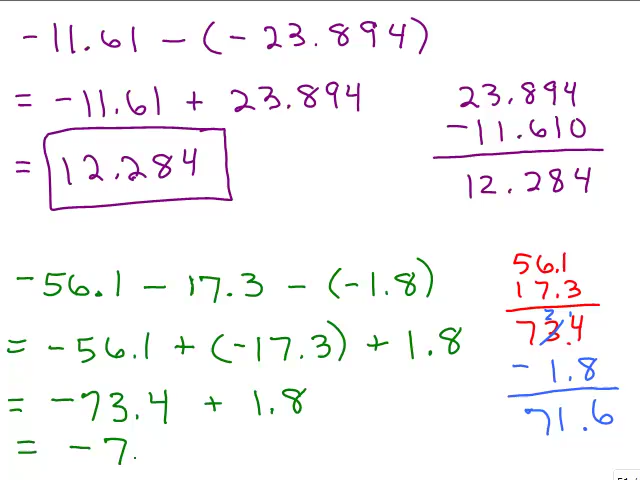 -11.61 - (-23.894)
= -11.61 + 23.894
= 12.284
23.894
-11.610
12.284
-56.1 - 17.3 - (-1.8)
= -56.1 + (-17.3) + 1.8
= -73.4 + 1.8
= -7.
56.1
17.3
2 1
73.4
-1.8
71.6